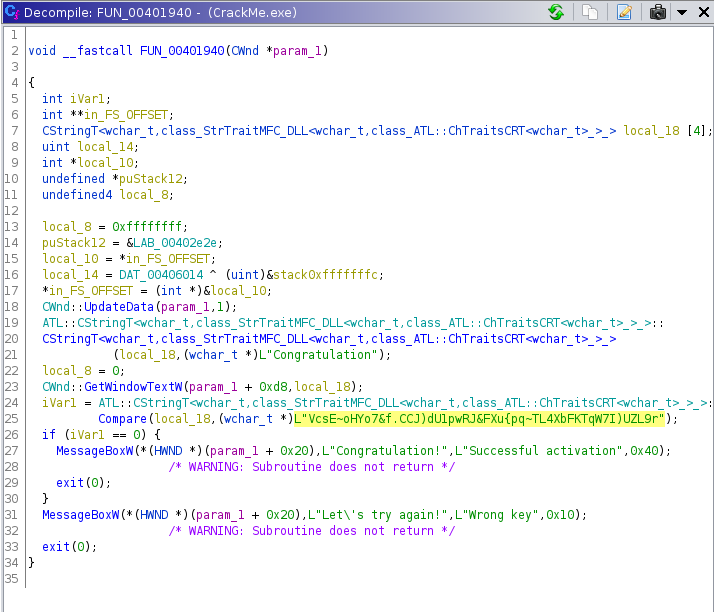 Decompile: FUN_00401940 - (CrackMe.exe)
1
2 void __fastcall FUN_00401940(CWnd *param_1)
3
4 {
5 int iVar1;
6 int **in_FS_OFFSET;
7 CStringT<wchar_t,class_StrTraitMFC_DLL<wchar_t,class_ATL::ChTraitsCRT<wchar_t>_>_> local_18 [4];
8 uint local_14;
9 int *local_10;
10 undefined *puStack12;
11 undefined4 local_8;
12
13 local_8 = 0xffffffff;
14 puStack12 = &LAB_00402e2e;
15 local_10 = *in_FS_OFFSET;
16 local_14 = DAT_00406014 ^ (uint)&stack0xfffffffc;
17 *in_FS_OFFSET = (int *)&local_10;
18 CWnd::UpdateData(param_1,1);
19 ATL::CStringT<wchar_t,class_StrTraitMFC_DLL<wchar_t,class_ATL::ChTraitsCRT<wchar_t>_>_>::
20 CStringT<wchar_t,class_StrTraitMFC_DLL<wchar_t,class_ATL::ChTraitsCRT<wchar_t>_>_>
21 (local_18,(wchar_t *)L"Congratulation");
22 local_8 = 0;
23 CWnd::GetWindowTextW(param_1 + 0xd8,local_18);
24 iVar1 = ATL::CStringT<wchar_t,class_StrTraitMFC_DLL<wchar_t,class_ATL::ChTraitsCRT<wchar_t>_>_>:
25 Compare(local_18,(wchar_t *)L"VcsE~oHYo7&f.CCJ)dU1pwRJ&FXu{pq~TL4XbFKTqW7I)UZL9r");
26 if (iVar1 == 0) {
27 MessageBoxW(*(HWND *)(param_1 + 0x20),L"Congratulation!",L"Successful activation",0x40);
28 /* WARNING: Subroutine does not return */
29 exit(0);
30 }
31 MessageBoxW(*(HWND *)(param_1 + 0x20),L"Let\'s try again!",L"Wrong key",0x10);
32 /* WARNING: Subroutine does not return */
33 exit(0);
34 }
35